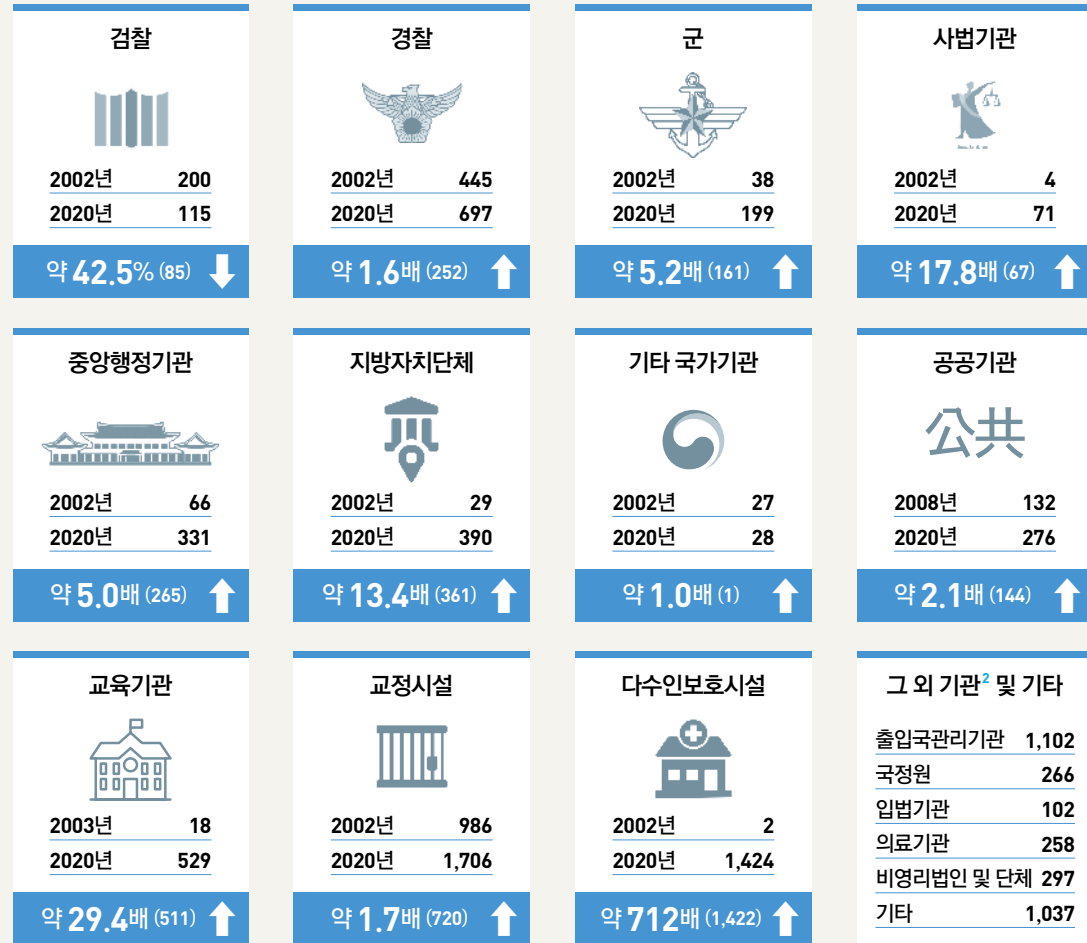 검찰
2002년 200
2020년 115
약 42.5% (85)
경찰
2002년 445
2020년 697
약 1.6배 (252)
군
2002년 38
2020년 199
약 5.2배 (161)
사법기관
2002년 4
2020년 71
약 17.8배 (67)
중앙행정기관
2002년 66
2020년 331
약 5.0배 (265)
지방자치단체
2002년 29
2020년 390
약 13.4배 (361)
기타 국가기관
2002년 27
2020년 28
약 1.0배 (1)
공공기관
公共
2008년 132
2020년 276
약 2.1배 (144)
교육기관
2003년 18
2020년 529
약 29.4배 (511)
교정시설
2002년 986
2020년 1,706
약 1.7배 (720)
다수인보호시설
2002년 2
2020년 1,424
약 712배 (1,422)
그 외 기관2 및 기타
출입국관리기관 1,102
국정원 266
입법기관 102
의료기관 258
비영리법인 및 단체 297
기타 1,037